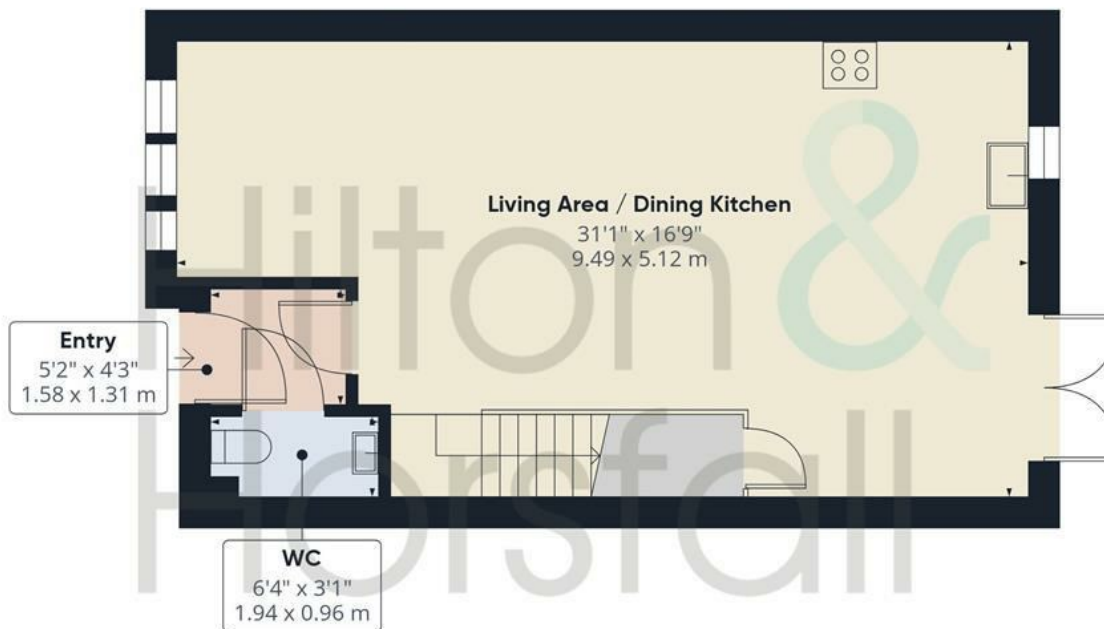 Living Area / Dining Kitchen
31'1" x 16'9"
9.49 x 5.12 m
Hilton &
Horsfall
Entry
5'2" x 4'3"
1.58 x 1.31 m
WC
6'4" x 3'1"
1.94 x 0.96 m